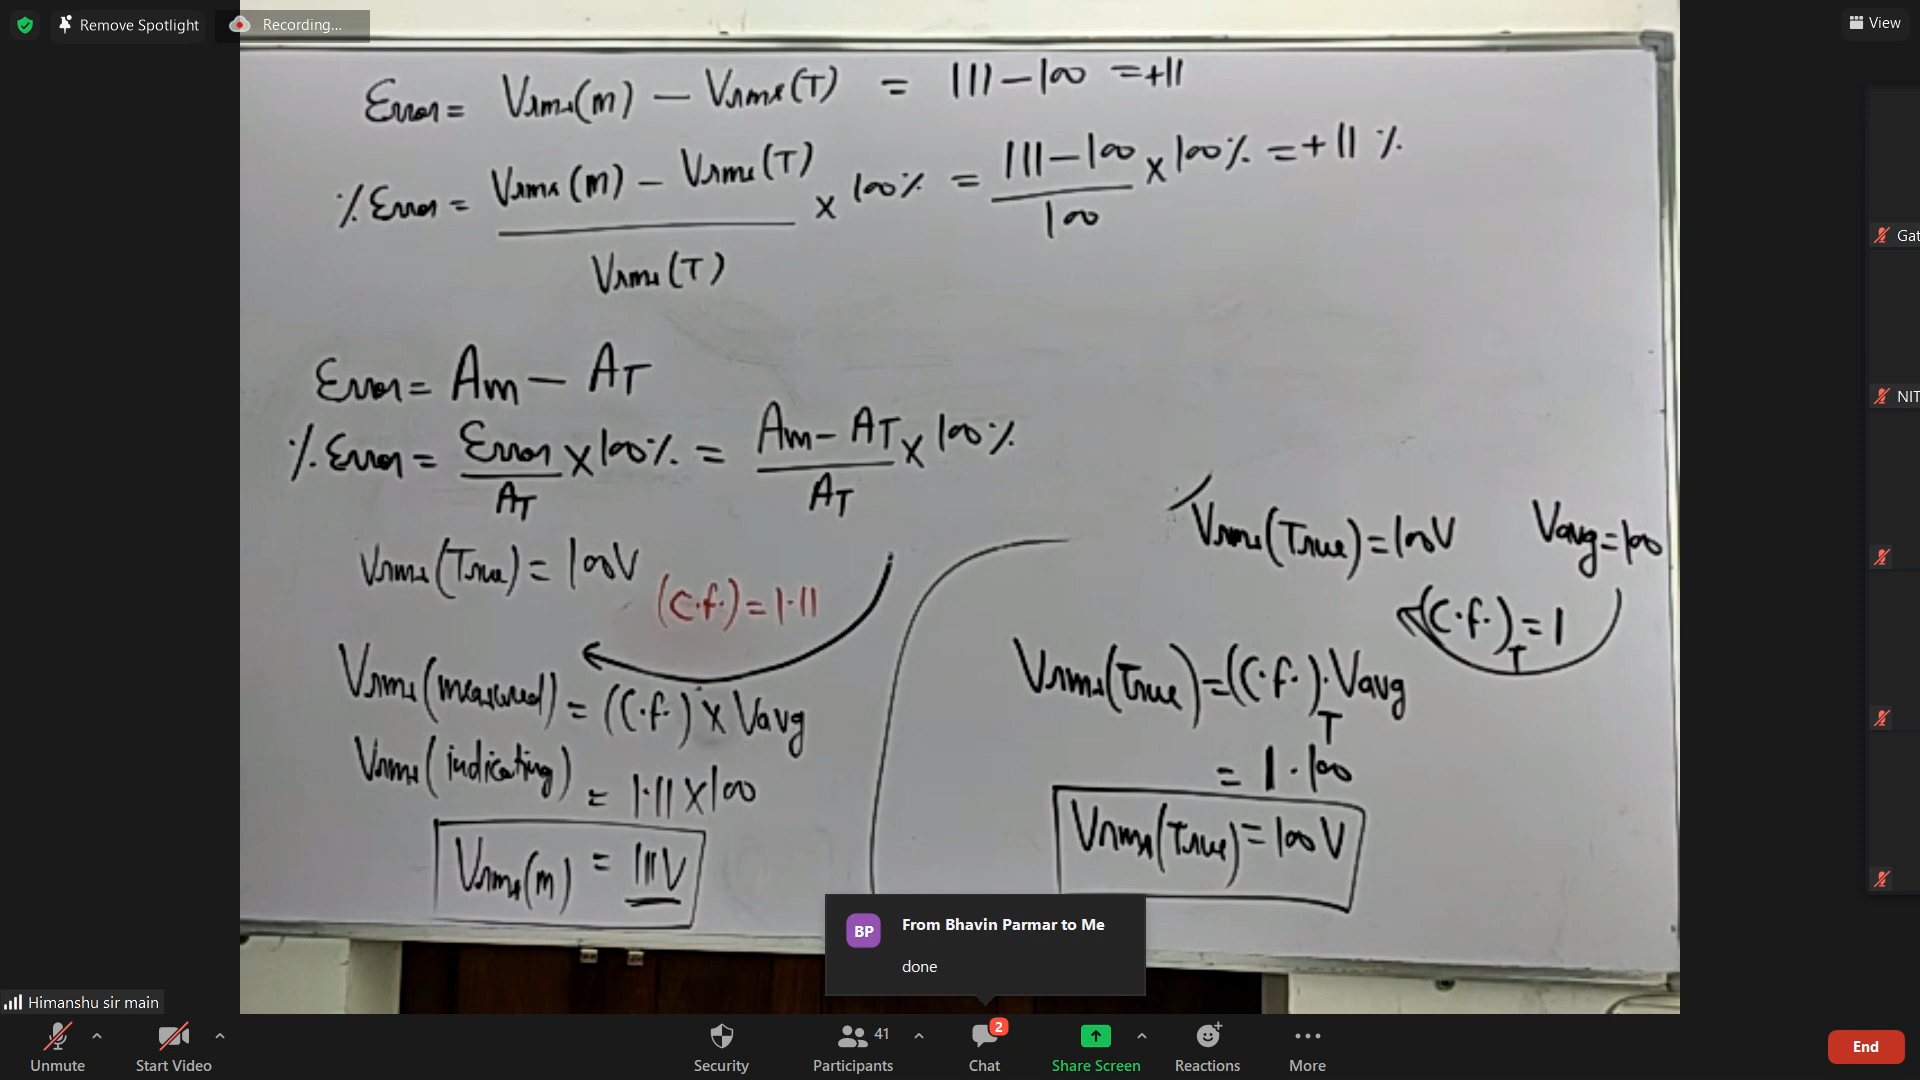 Remove Spotlight
Recording...
View
Error = Vrms(m) - Vrms(T) = 111 - 100 = +11
% Error = Vrms(m) - Vrms(T) / Vrms(T) x 100% = 111 - 100 / 100 x 100% = +11 %
Error = Am - AT
% Error = Error / AT x 100% = Am - AT / AT x 100%
Vrms(True) = 100V
(C.f.) = 1.11
Vrms(measured) = (C.f.) x Vavg
Vrms(indicating) = 1.11 x 100
Vrms(m) = 111V
Vrms(True) = 100V
Vavg = 100
(C.f.)T = 1
Vrms(True) = (C.f.)T . Vavg
= 1 . 100
Vrms(True) = 100V
Gat
NIT
BP
From Bhavin Parmar to Me
done
Himanshu sir main
Unmute
Start Video
Security
41
Participants
2
Chat
Share Screen
Reactions
More
End